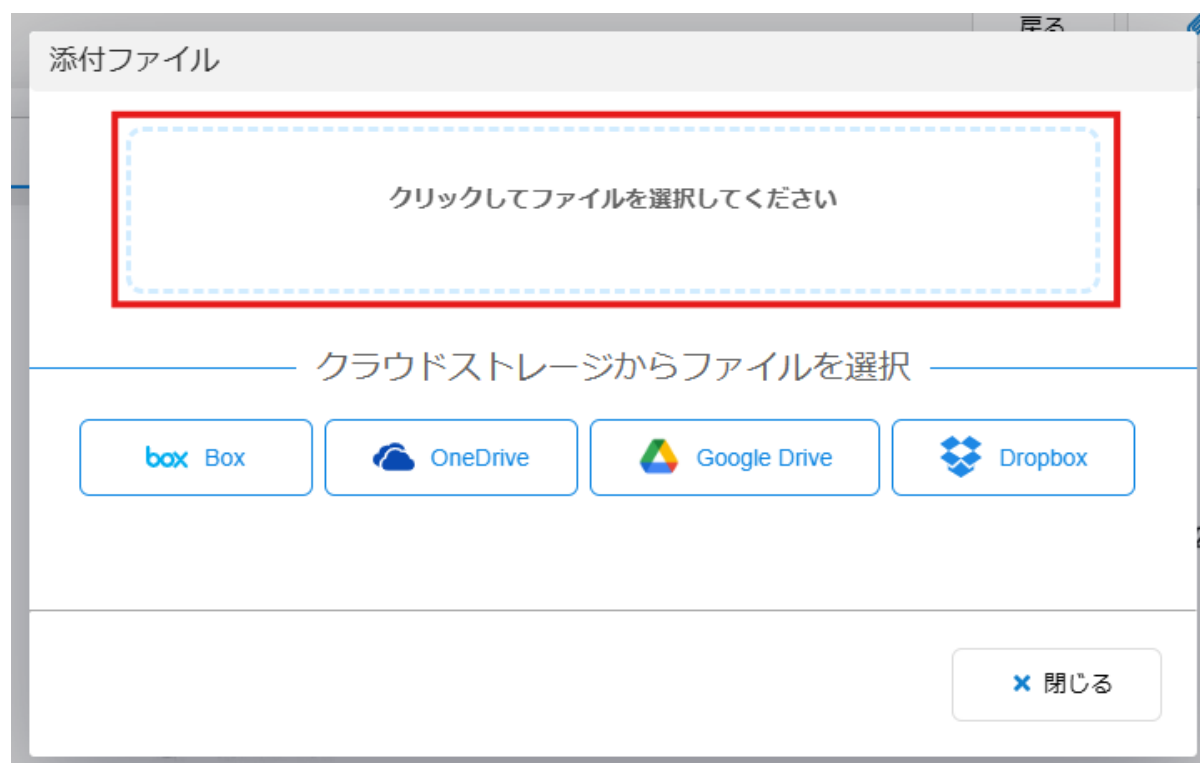 戻る
添付ファイル
クリックしてファイルを選択してください
クラウドストレージからファイルを選択
box Box
OneDrive
Google Drive
Dropbox
閉じる